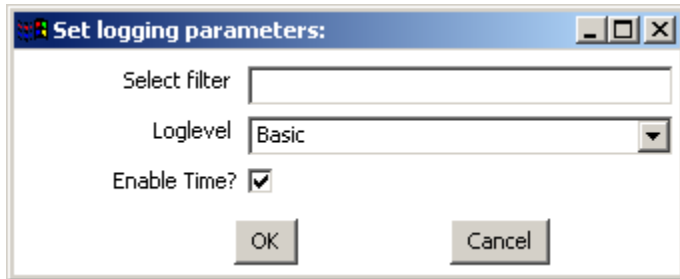 Set logging parameters:
Select filter
Loglevel Basic
Enable Time?
OK Cancel